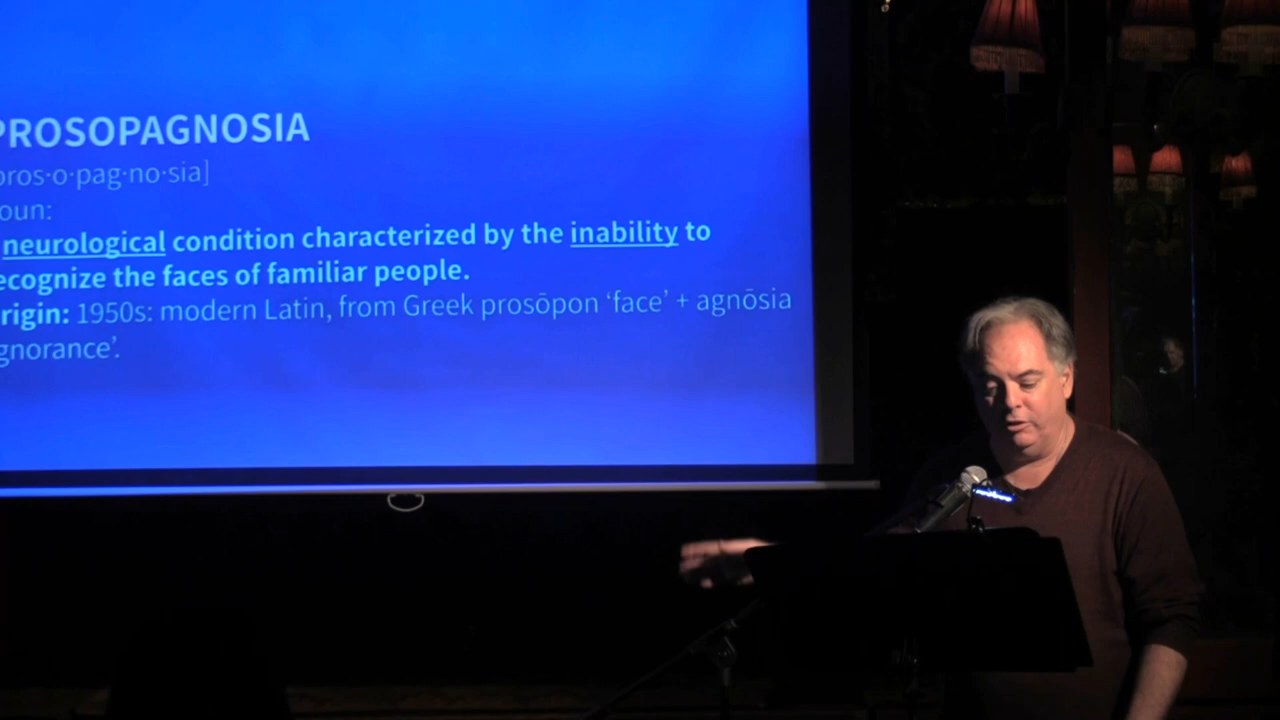 PROSOPAGNOSIA
pros·o·pag·no·sia]
oun:
neurological condition characterized by the inability to
ecognize the faces of familiar people.
rigin: 1950s: modern Latin, from Greek prosōpon ‘face’ + agnōsia
gnorance’.